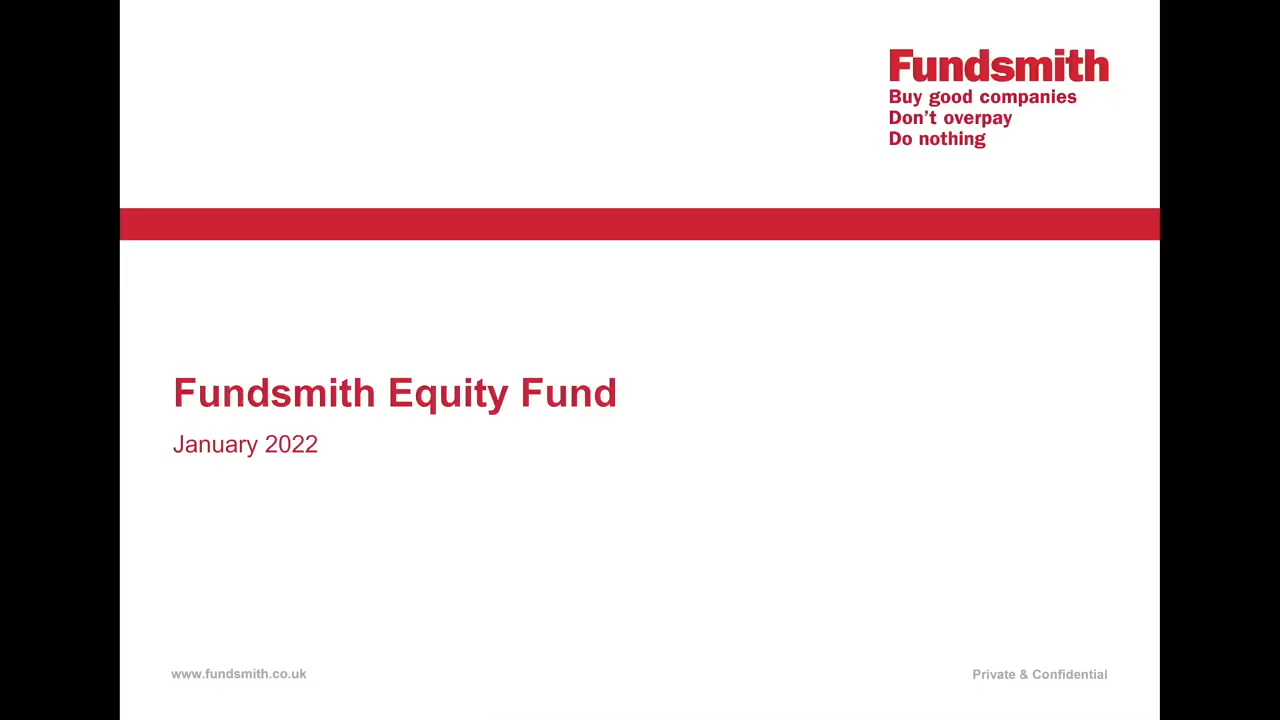 Fundsmith
Buy good companies
Don't overpay
Do nothing
Fundsmith Equity Fund
January 2022
www.fundsmith.co.uk
Private & Confidential